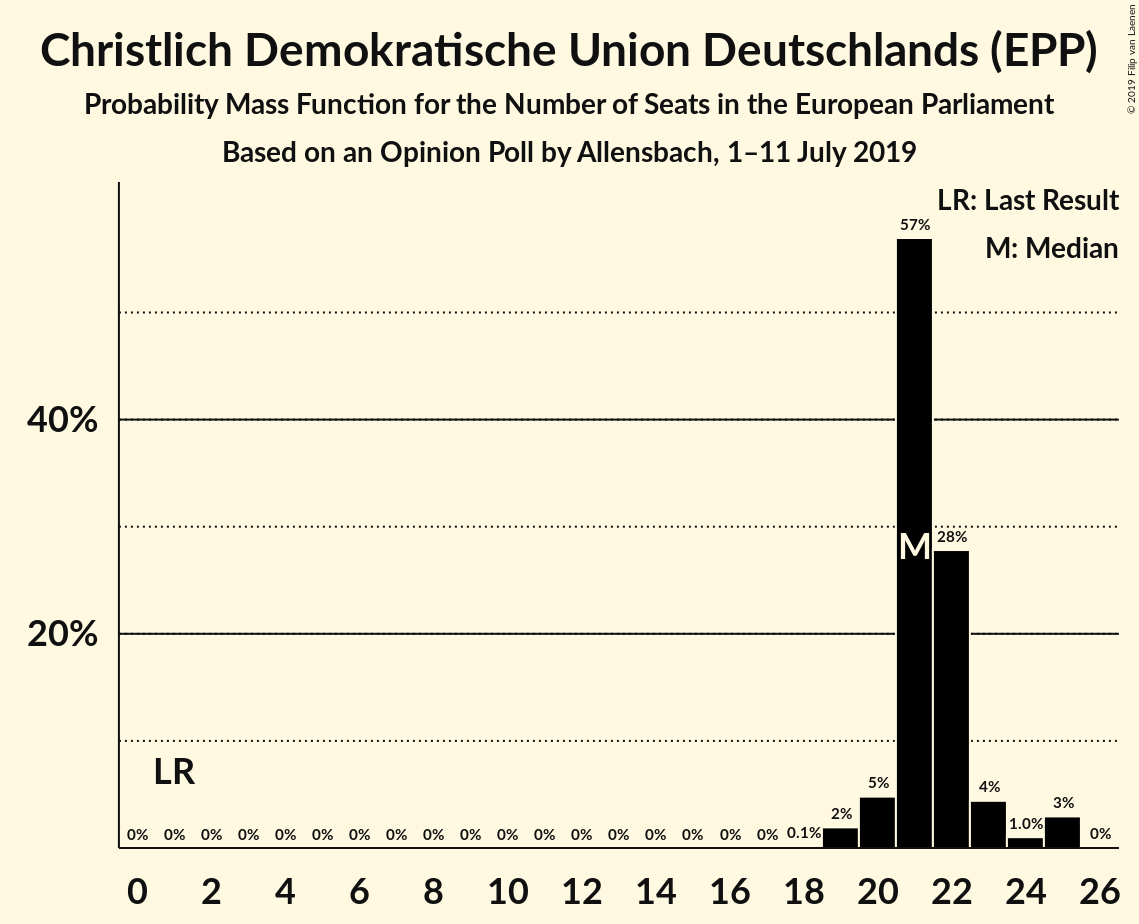 Christlich Demokratische Union Deutschlands (EPP)
Probability Mass Function for the Number of Seats in the European Parliament
Based on an Opinion Poll by Allensbach, 1–11 July 2019
© 2019 Filip van Laenen
LR: Last Result
M: Median
57%
40%
M
28%
20%
LR
5%
4%
3%
2%
1.0%
0% 0% 0% 0% 0% 0% 0% 0% 0% 0% 0% 0% 0% 0% 0% 0% 0% 0% 0.1% 0%
0 2 4 6 8 10 12 14 16 18 20 22 24 26